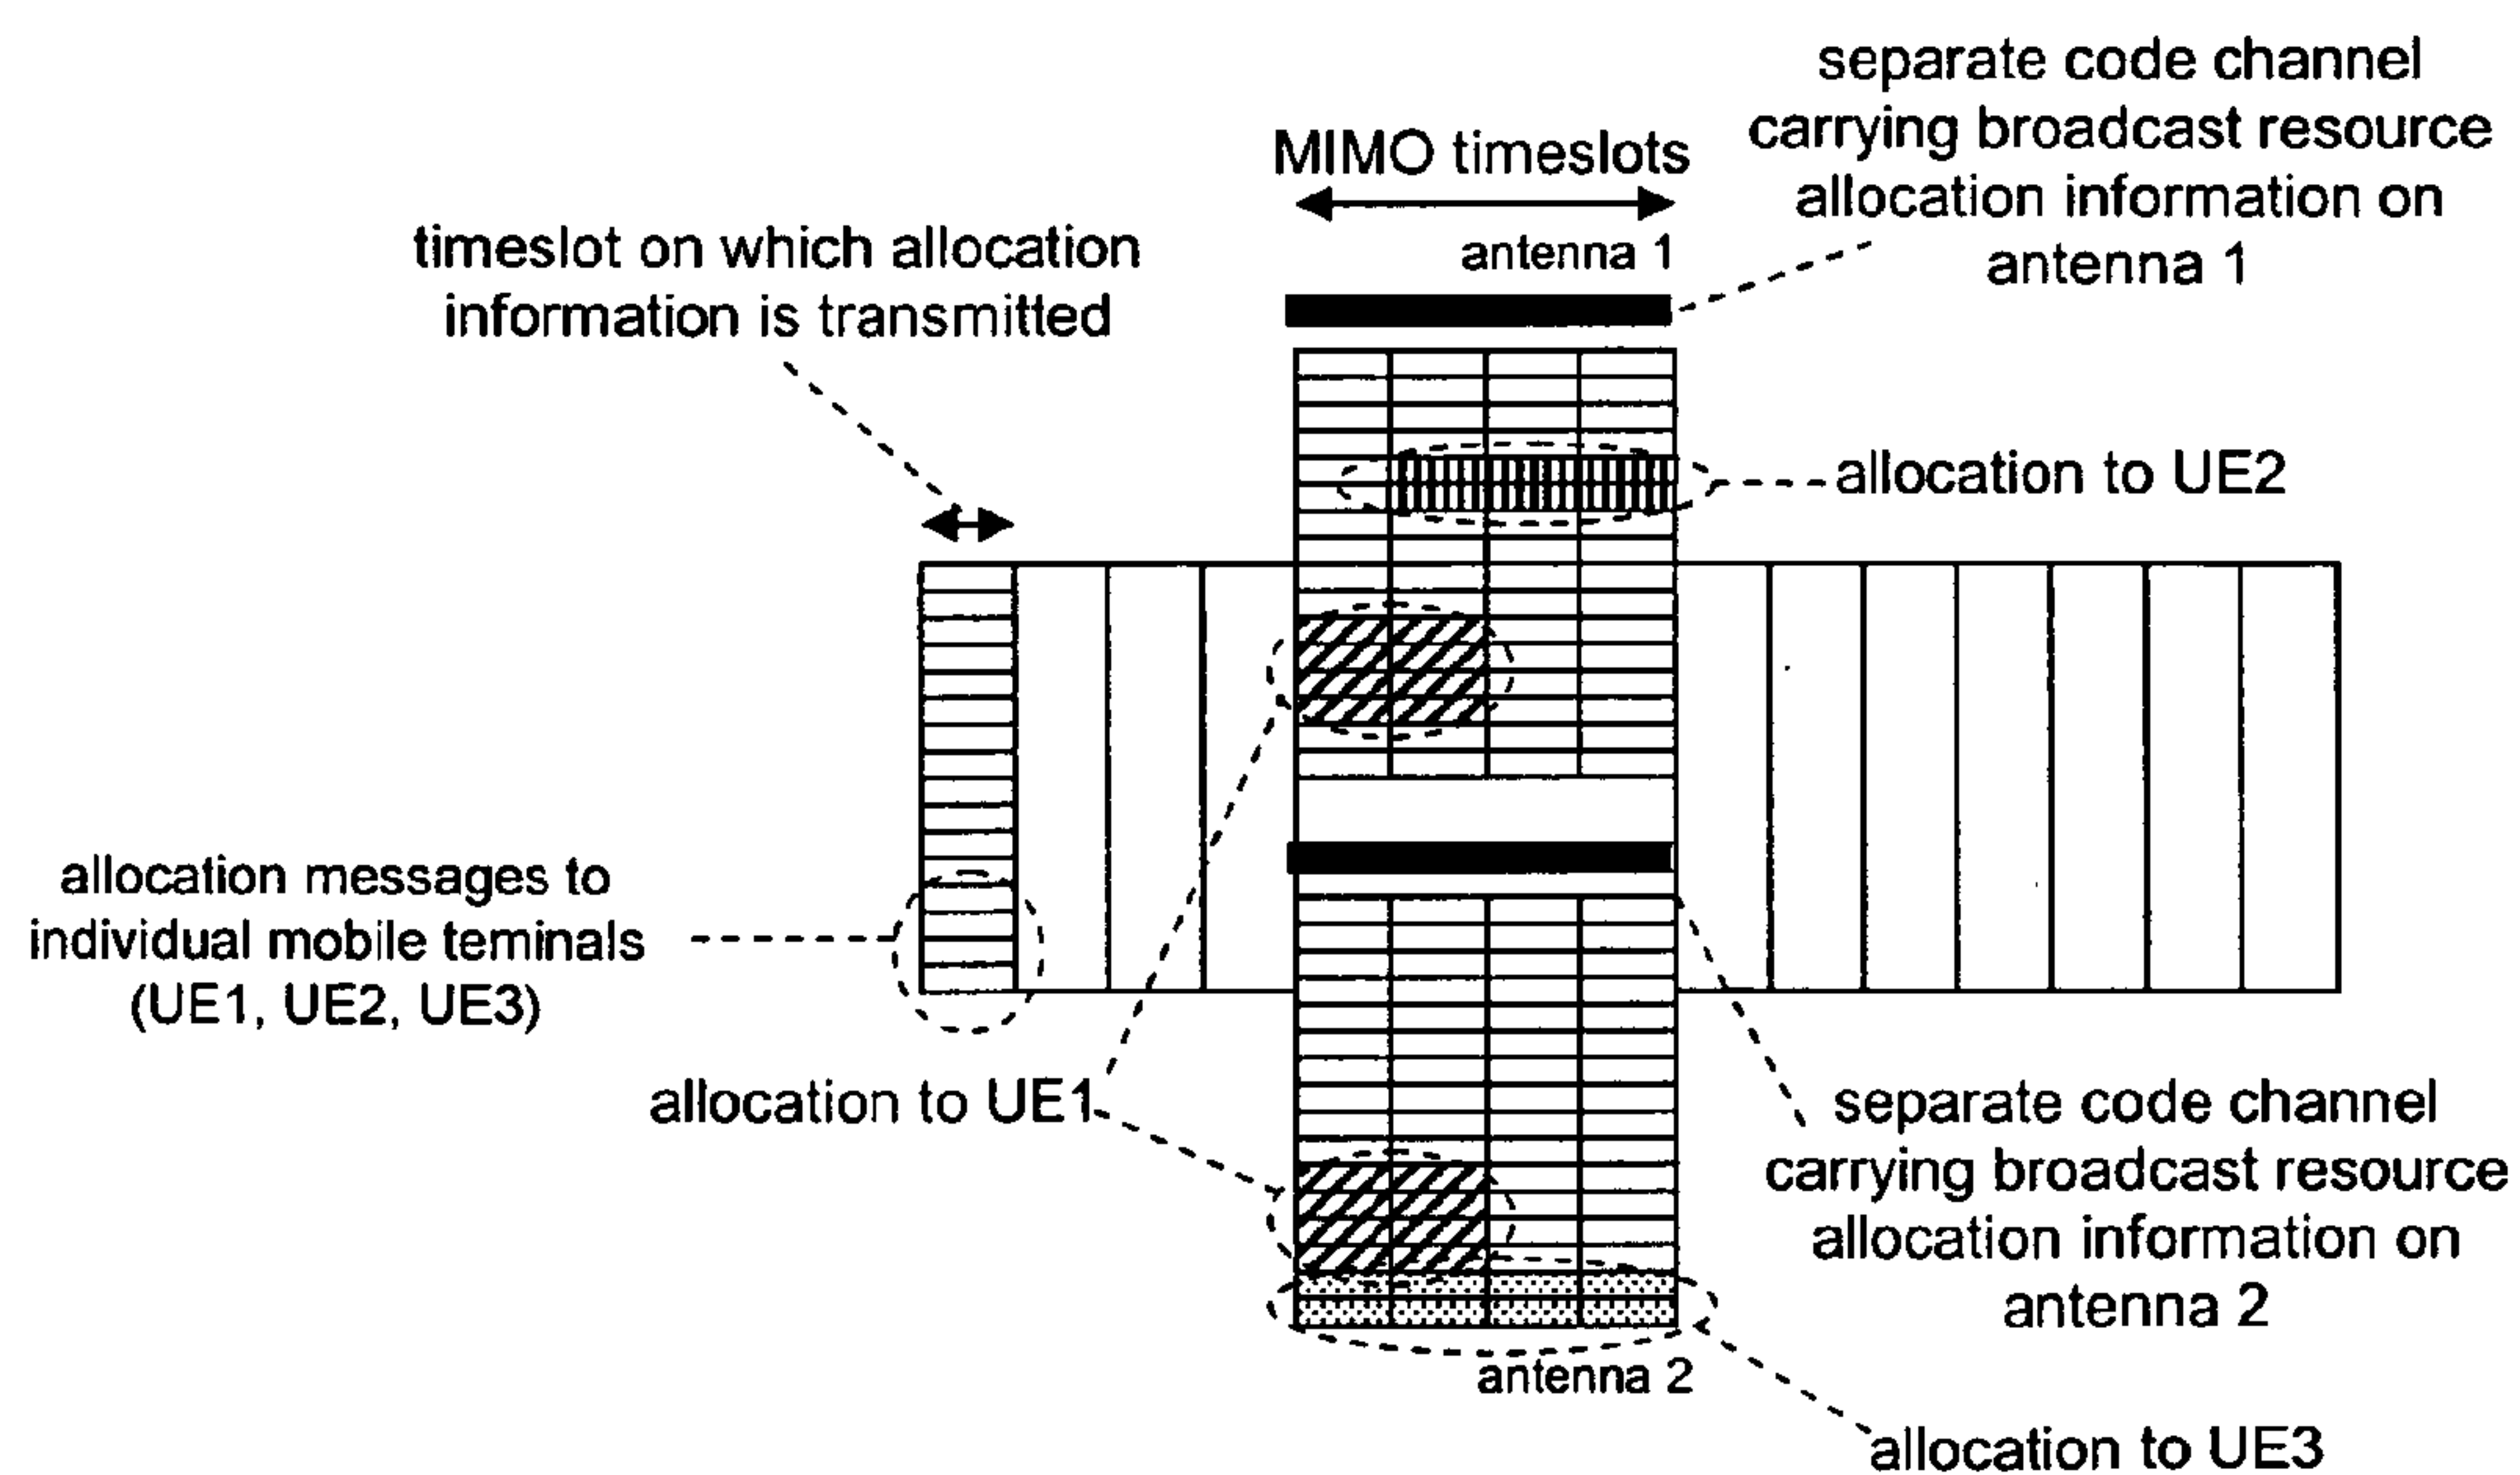 separate code channel
carrying broadcast resource
allocation information on
antenna 1
MIMO timeslots
antenna 1
timeslot on which allocation
information is transmitted
allocation to UE2
allocation messages to
individual mobile teminals
(UE1, UE2, UE3)
allocation to UE1
separate code channel
carrying broadcast resource
allocation information on
antenna 2
antenna 2
allocation to UE3